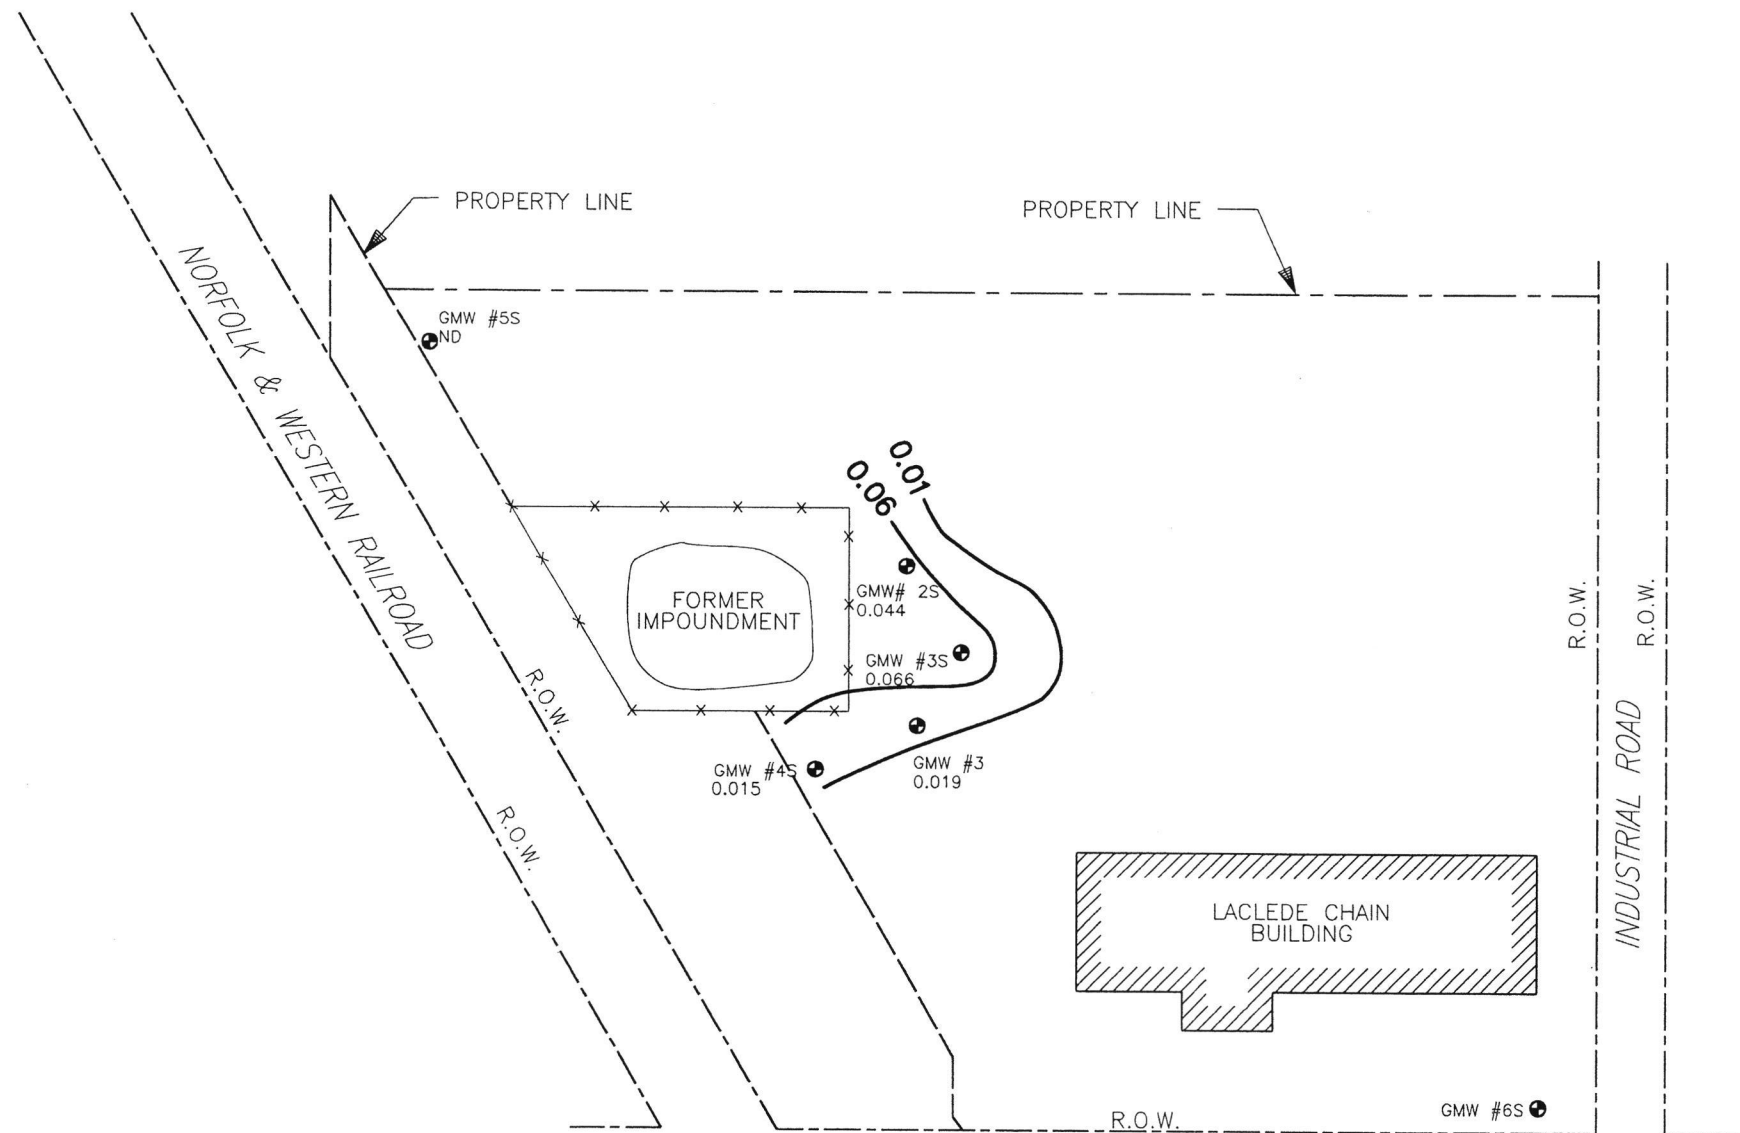 PROPERTY LINE
PROPERTY LINE
NORFOLK & WESTERN RAILROAD
GMW #5S
ND
0.01
0.06
FORMER
IMPOUNDMENT
GMW# 2S
0.044
GMW #3S
0.066
R.O.W.
R.O.W.
GMW #4S
0.015
GMW #3
0.019
R.O.W.
R.O.W.
INDUSTRIAL ROAD
LACLEDE CHAIN
BUILDING
GMW #6S
R.O.W.